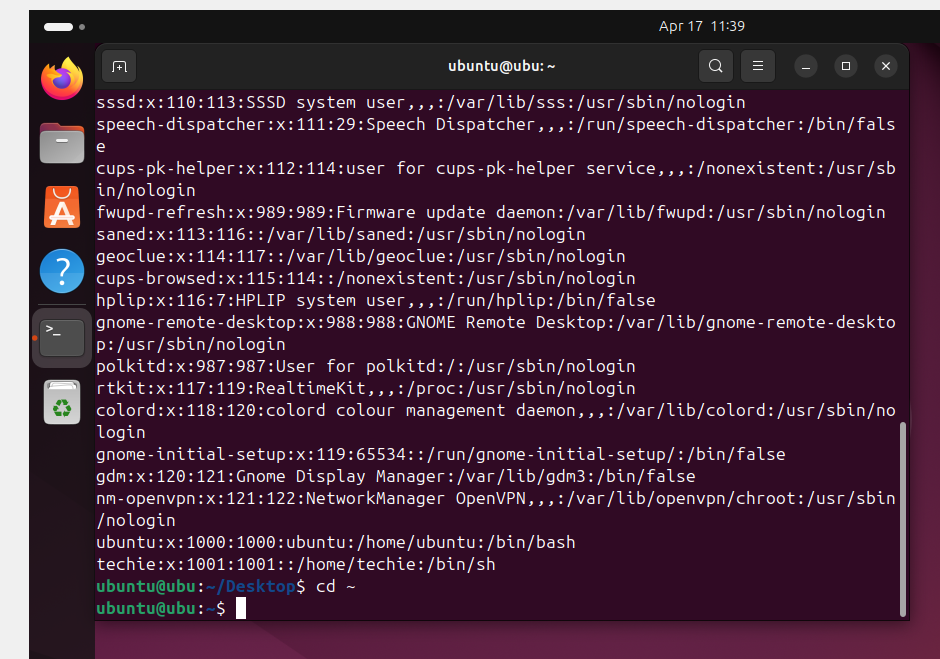 Apr 17 11:39
ubuntu@ubu: ~
sssd:x:110:113:SSSD system user,,,:/var/lib/sss:/usr/sbin/nologin
speech-dispatcher:x:111:29:Speech Dispatcher,,,:/run/speech-dispatcher:/bin/fals
e
cups-pk-helper:x:112:114:user for cups-pk-helper service,,,:/nonexistent:/usr/sb
in/nologin
fwupd-refresh:x:989:989:Firmware update daemon:/var/lib/fwupd:/usr/sbin/nologin
saned:x:113:116::/var/lib/saned:/usr/sbin/nologin
geoclue:x:114:117::/var/lib/geoclue:/usr/sbin/nologin
cups-browsed:x:115:114::/nonexistent:/usr/sbin/nologin
hplip:x:116:7:HPLIP system user,,,:/run/hplip:/bin/false
gnome-remote-desktop:x:988:988:GNOME Remote Desktop:/var/lib/gnome-remote-deskto
p:/usr/sbin/nologin
polkitd:x:987:987:User for polkitd:/:/usr/sbin/nologin
rtkit:x:117:119:RealtimeKit,,,:/proc:/usr/sbin/nologin
colord:x:118:120:colord colour management daemon,,,:/var/lib/colord:/usr/sbin/no
login
gnome-initial-setup:x:119:65534::/run/gnome-initial-setup/:/bin/false
gdm:x:120:121:Gnome Display Manager:/var/lib/gdm3:/bin/false
nm-openvpn:x:121:122:NetworkManager OpenVPN,,,:/var/lib/openvpn/chroot:/usr/sbin
/nologin
ubuntu:x:1000:1000:ubuntu:/home/ubuntu:/bin/bash
techie:x:1001:1001::/home/techie:/bin/sh
ubuntu@ubu:~/Desktop$ cd ~
ubuntu@ubu:~$